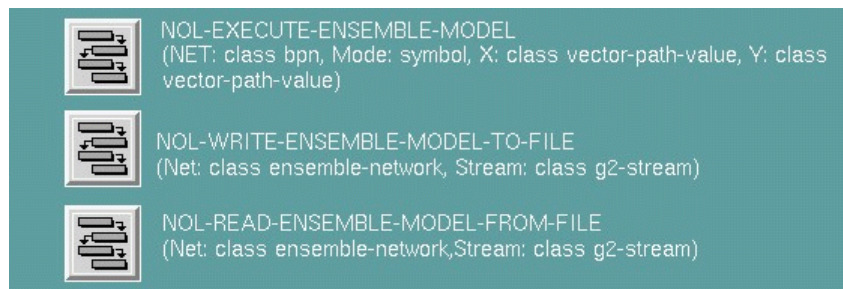 NOL-EXECUTE-ENSEMBLE-MODEL
(NET: class bpn, Mode: symbol, X: class vector-path-value, Y: class
vector-path-value)
NOL-WRITE-ENSEMBLE-MODEL-TO-FILE
(Net: class ensemble-network, Stream: class g2-stream)
NOL-READ-ENSEMBLE-MODEL-FROM-FILE
(Net: class ensemble-network,Stream: class g2-stream)